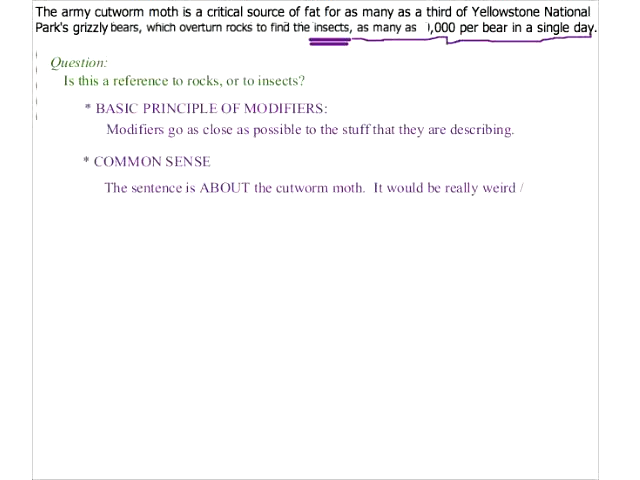 The army cutworm moth is a critical source of fat for as many as a third of Yellowstone National
Park's grizzly bears, which overturn rocks to find the insects, as many as ,000 per bear in a single day.
Question:
Is this a reference to rocks, or to insects?
* BASIC PRINCIPLE OF MODIFIERS:
Modifiers go as close as possible to the stuff that they are describing.
* COMMON SENSE
The sentence is ABOUT the cutworm moth. It would be really weird /